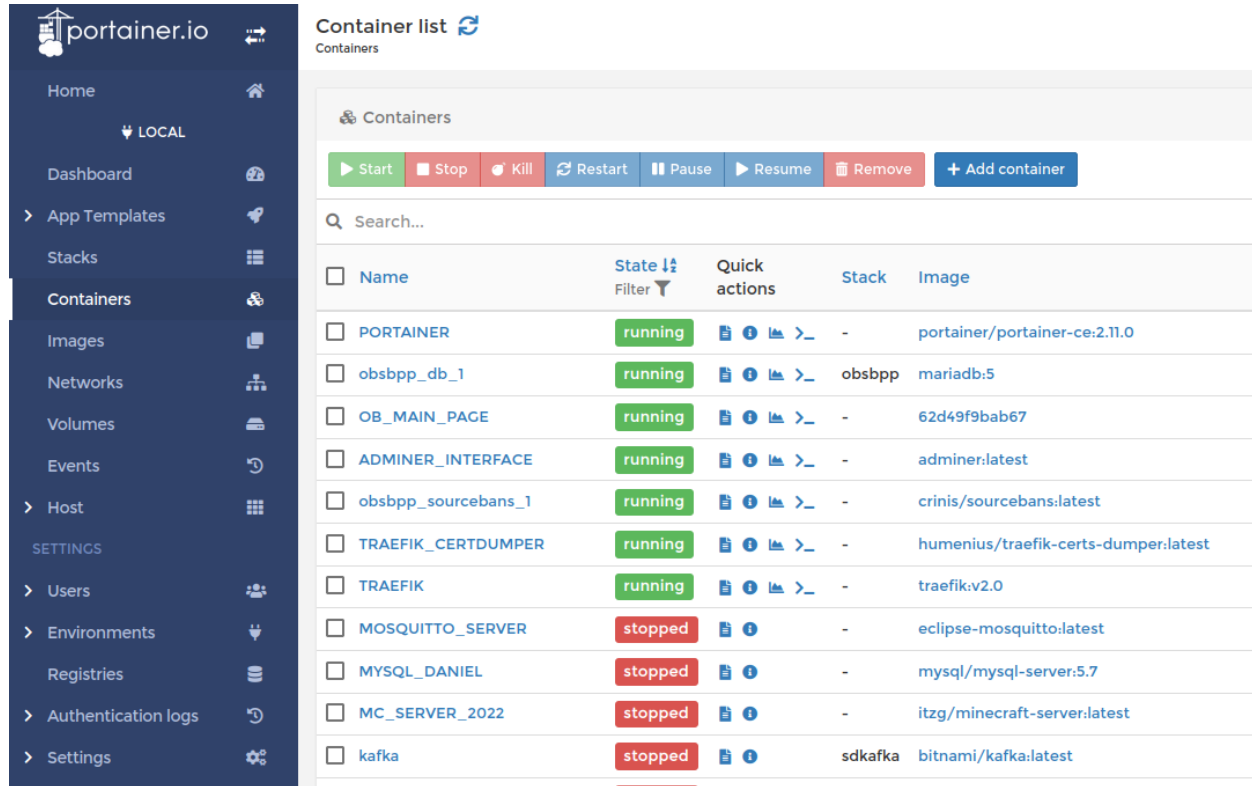 portainer.io
Home
LOCAL
Dashboard
App Templates
Stacks
Containers
Images
Networks
Volumes
Events
Host
SETTINGS
Users
Environments
Registries
Authentication logs
Settings
Container list
Containers
Containers
Start Stop Kill Restart Pause Resume Remove + Add container
Search...
Name State Filter Quick actions Stack Image
PORTAINER running - portainer/portainer-ce:2.11.0
obsbpp_db_1 running obsbpp mariadb:5
OB_MAIN_PAGE running - 62d49f9bab67
ADMINER_INTERFACE running - adminer:latest
obsbpp_sourcebans_1 running obsbpp crinis/sourcebans:latest
TRAEFIK_CERTDUMPER running - humenius/traefik-certs-dumper:latest
TRAEFIK running - traefik:v2.0
MOSQUITTO_SERVER stopped - eclipse-mosquitto:latest
MYSQL_DANIEL stopped - mysql/mysql-server:5.7
MC_SERVER_2022 stopped - itzg/minecraft-server:latest
kafka stopped sdkafka bitnami/kafka:latest